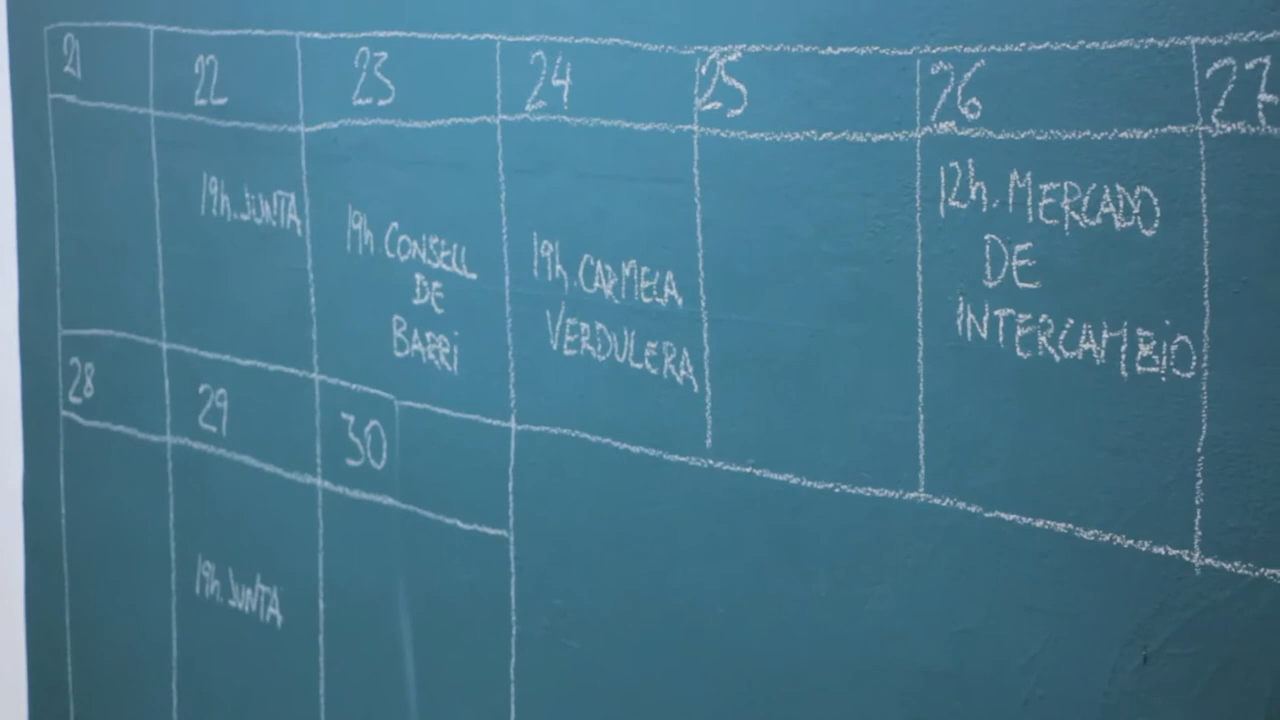 21 22 23 24 25 26 27
19h. JUNTA
19h CONSELL
DE
BARRi
19h. CARMELA
VERDULERA
12h. MERCADO
DE
INTERCAMBiO
28 29 30
19h. JUNTA